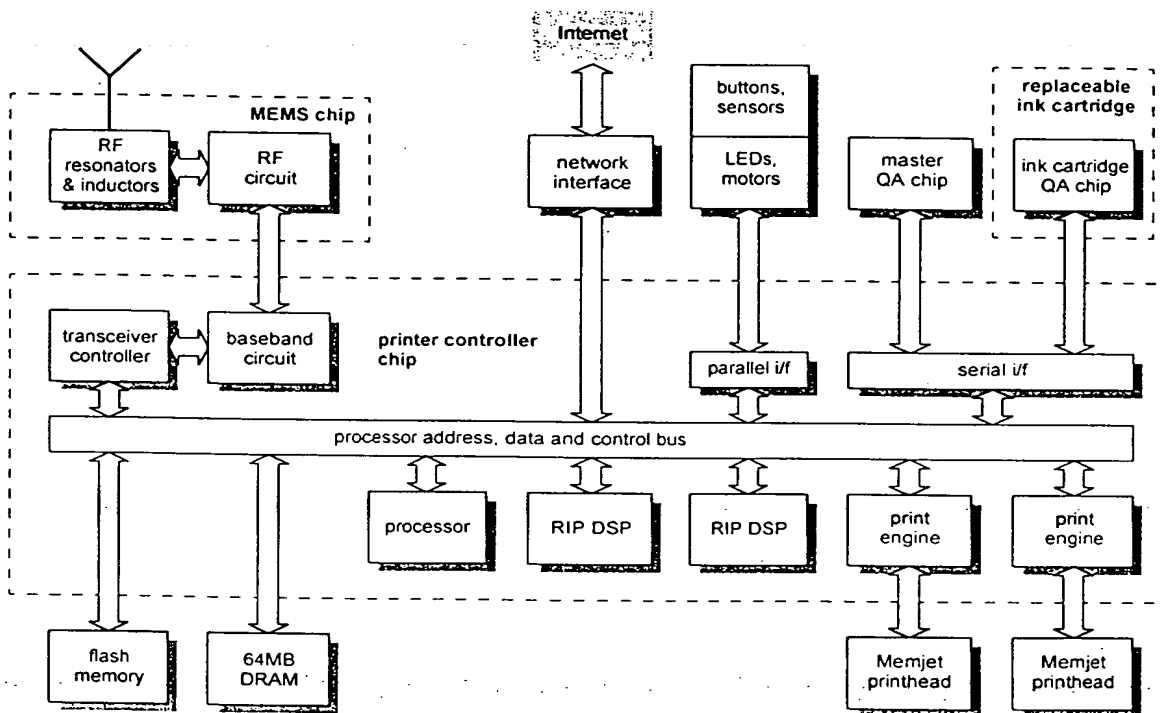 Internet
MEMS chip
RF
resonators
& inductors
RF
circuit
network
interface
buttons,
sensors
LEDs,
motors
master
QA chip
replaceable
ink cartridge
ink cartridge
QA chip
transceiver
controller
baseband
circuit
printer controller
chip
parallel i/f
serial i/f
processor address, data and control bus
processor
RIP DSP
RIP DSP
print
engine
print
engine
flash
memory
64MB
DRAM
Memjet
printhead
Memjet
printhead